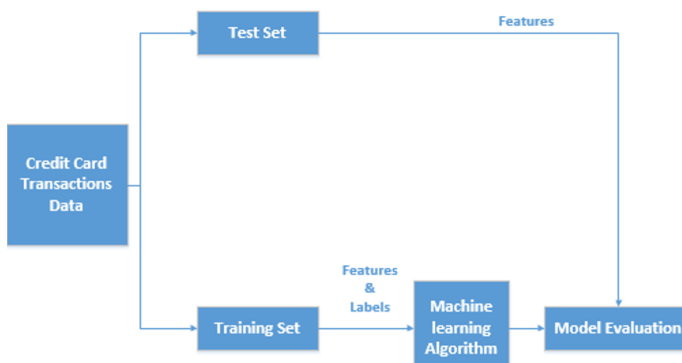 Test Set
Features
Credit Card
Transactions
Data
Features
&
Labels
Training Set
Machine
learning
Algorithm
Model Evaluation